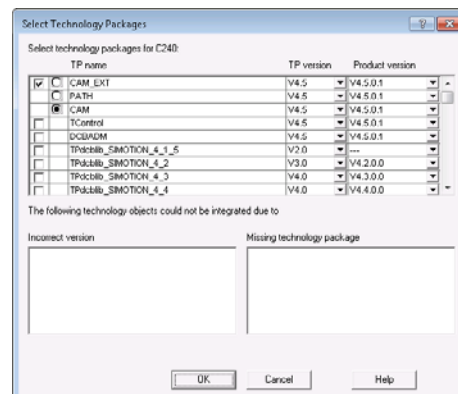 Select Technology Packages
Select technology packages for C240:
TP name TP version Product version
CAM_EXT V4.5 V4.5.0.1
PATH V4.5 V4.5.0.1
CAM V4.5 V4.5.0.1
TControl V4.5 V4.5.0.1
DCBADM V4.5 V4.5.0.1
TPdcblib_SIMOTION_4_1_5 V2.0 ---
TPdcblib_SIMOTION_4_2 V3.0 V4.2.0.0
TPdcblib_SIMOTION_4_3 V4.0 V4.3.0.0
TPdcblib_SIMOTION_4_4 V4.0 V4.4.0.0
The following technology objects could not be integrated due to
Incorrect version Missing technology package
OK Cancel Help